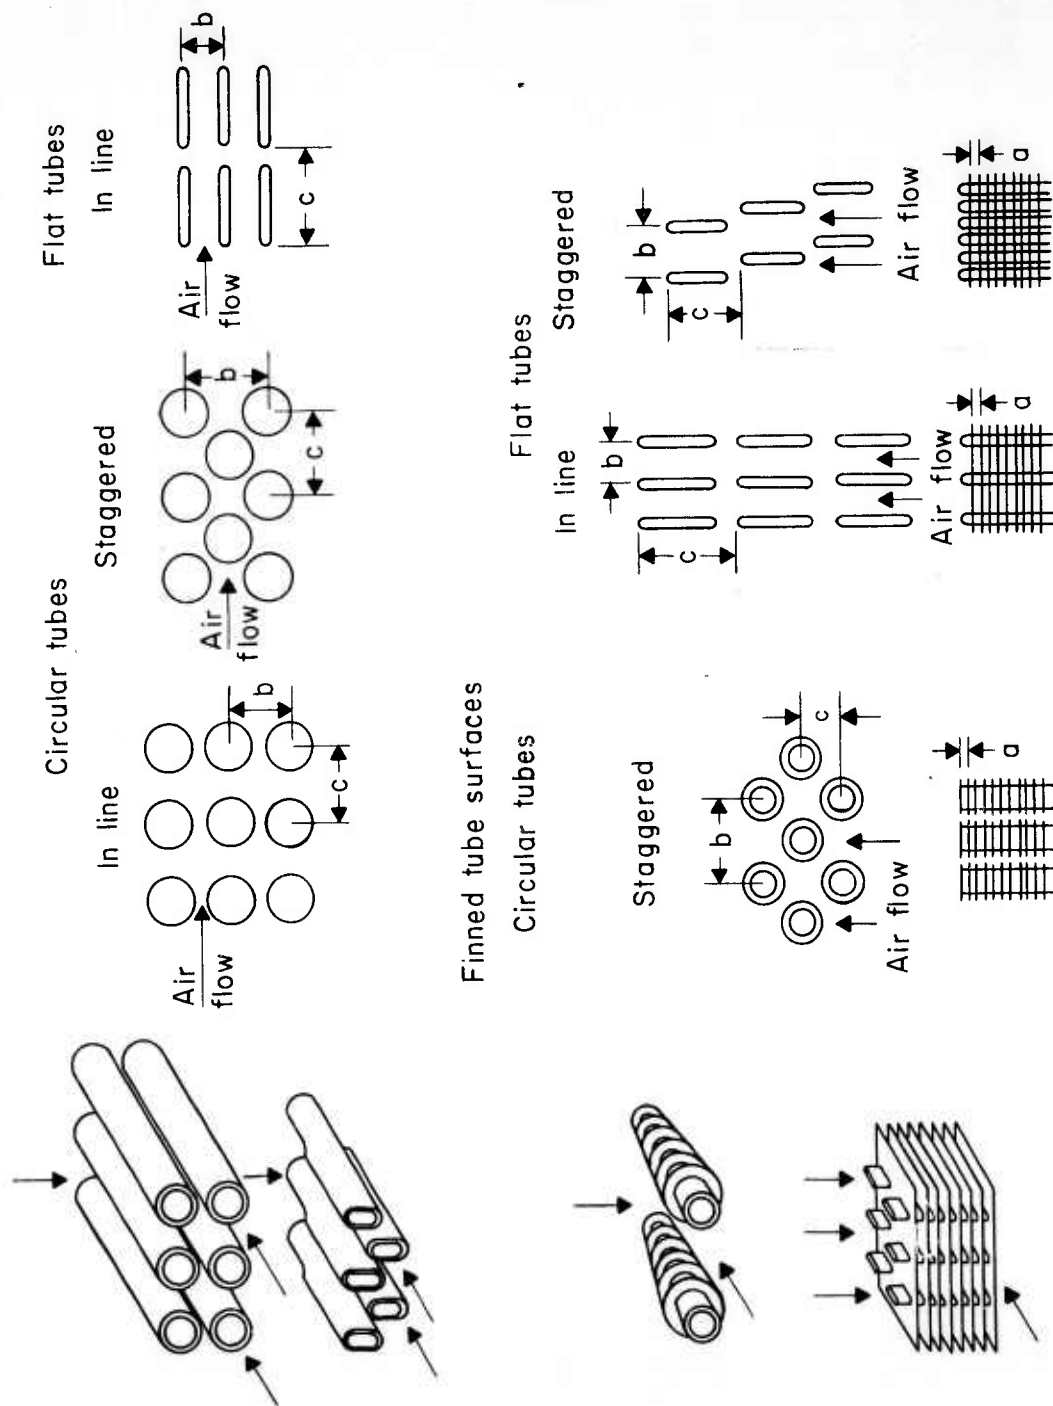 Circular tubes
In line
Air
flow
c
b
Staggered
Air
flow
c
b
Flat tubes
In line
Air
flow
c
b
Finned tube surfaces
Circular tubes
Staggered
b
c
Air flow
a
Flat tubes
In line
b
c
Air flow
a
Staggered
b
c
Air flow
a